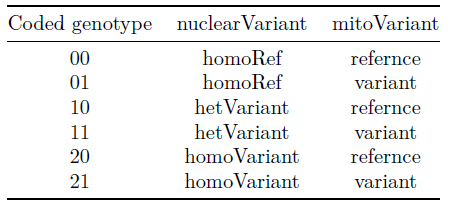 Coded genotype nuclearVariant mitoVariant
00 homoRef refernce
01 homoRef variant
10 hetVariant refernce
11 hetVariant variant
20 homoVariant refernce
21 homoVariant variant